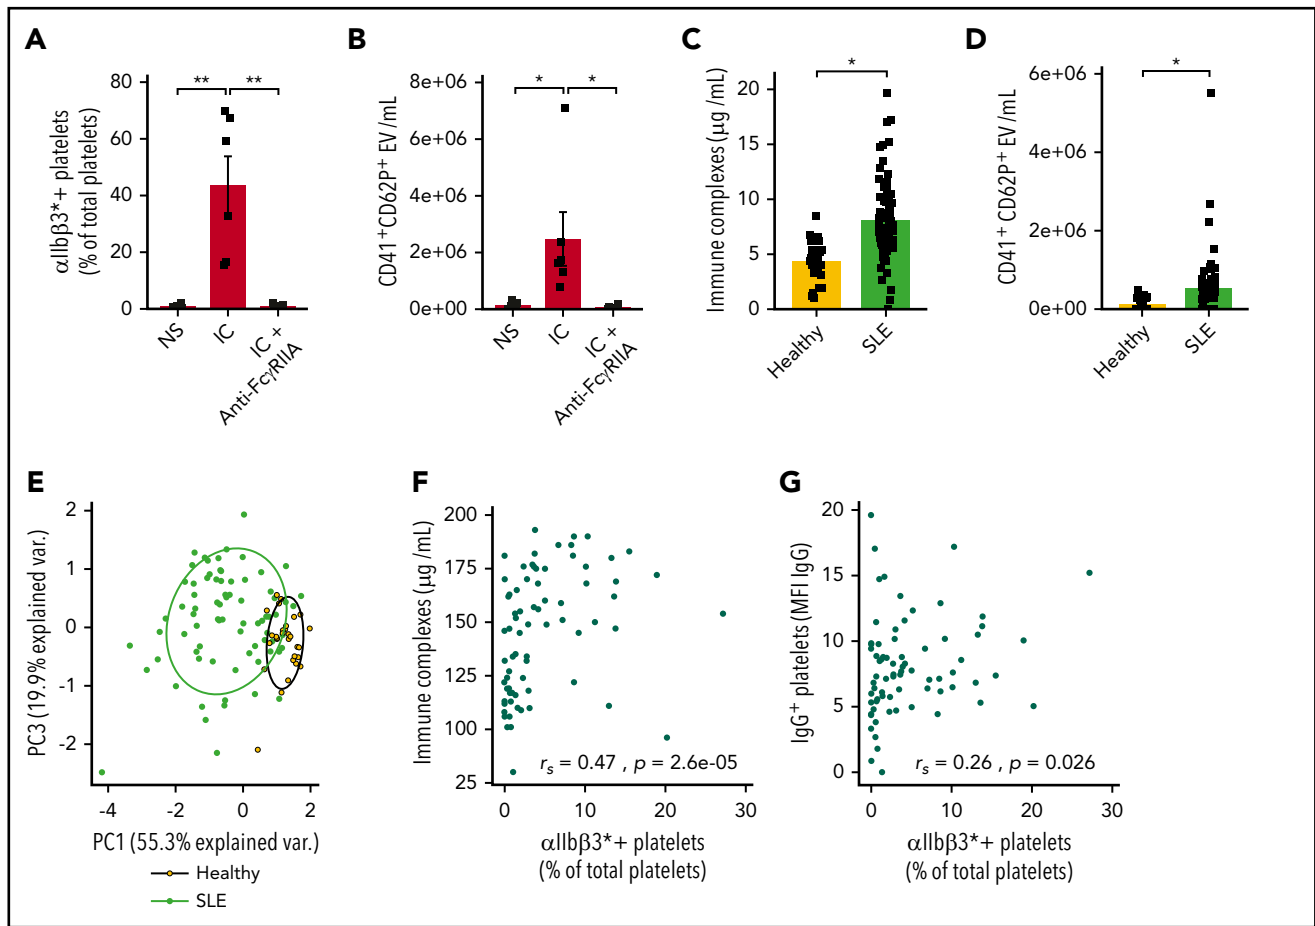 A
αIIbβ3*+ platelets
(% of total platelets)
80
60
40
20
0
**
**
NS
IC
IC +
Anti-FcγRIIA
B
CD41+CD62P+ EV /mL
8e+06
6e+06
4e+06
2e+06
0e+00
*
*
NS
IC
IC +
Anti-FcγRIIA
C
Immune complexes (μg /mL)
20
15
10
5
0
*
Healthy
SLE
D
CD41+ CD62P+ EV/mL
6e+06
4e+06
2e+06
0e+00
*
Healthy
SLE
E
PC3 (19.9% explained var.)
2
1
0
-1
-2
-4
-2
0
2
PC1 (55.3% explained var.)
Healthy
SLE
F
Immune complexes (μg /mL)
200
175
150
125
100
25
rs = 0.47 , p = 2.6e-05
0
10
20
30
αIIbβ3*+ platelets
(% of total platelets)
G
IgG+ platelets (MFI IgG)
20
15
10
5
0
rs = 0.26 , p = 0.026
0
10
20
30
αIIbβ3*+ platelets
(% of total platelets)